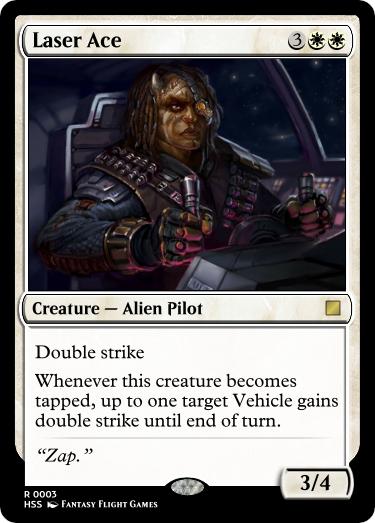 Laser Ace 3
Creature — Alien Pilot
Double strike
Whenever this creature becomes
tapped, up to one target Vehicle gains
double strike until end of turn.
“Zap.”
3/4
R 0003
HSS Fantasy Flight Games